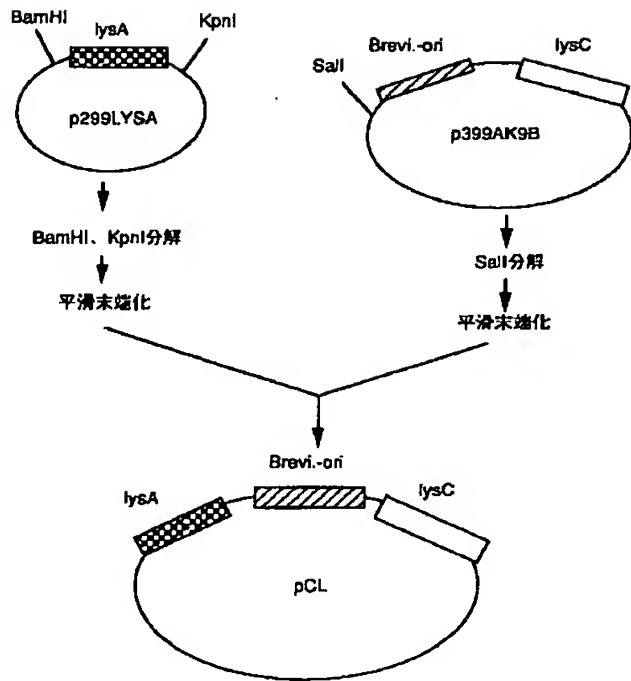 BamHI
lysA
KpnI
p299LYSA
BamHI、KpnI分解
平滑末端化
Brevi.-ori
lysC
SalI
p399AK9B
SalI分解
平滑末端化
Brevi.-ori
lysA
lysC
pCL